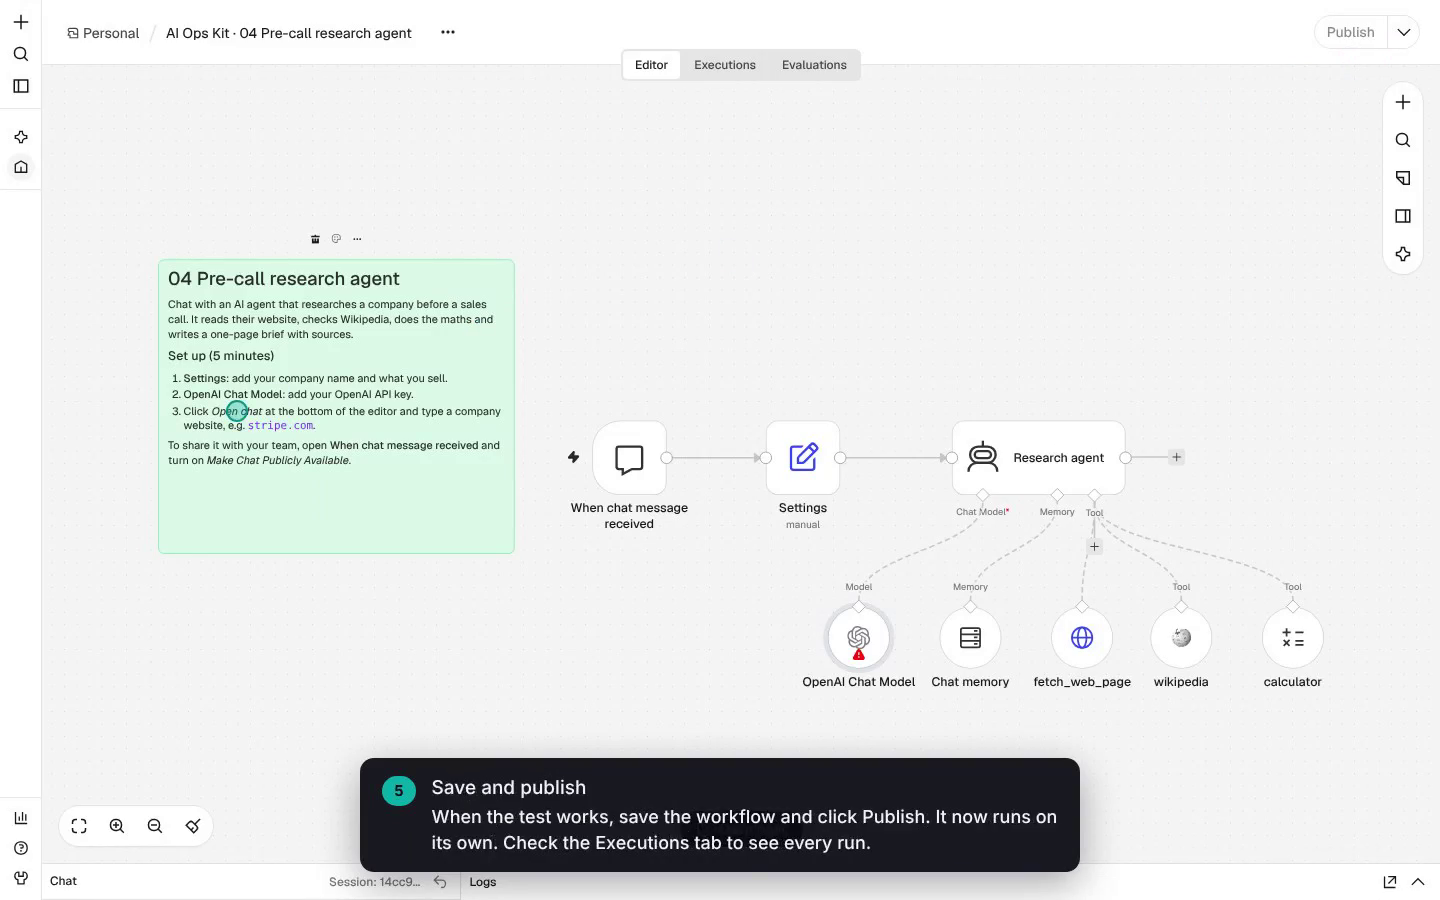 Personal / AI Ops Kit · 04 Pre-call research agent
Publish
Editor
Executions
Evaluations
04 Pre-call research agent
Chat with an AI agent that researches a company before a sales
call. It reads their website, checks Wikipedia, does the maths and
writes a one-page brief with sources.
Set up (5 minutes)
1. Settings: add your company name and what you sell.
2. OpenAI Chat Model: add your OpenAI API key.
3. Click Open chat at the bottom of the editor and type a company
website, e.g. stripe.com.
To share it with your team, open When chat message received and
turn on Make Chat Publicly Available.
When chat message
received
Settings
manual
Research agent
Chat Model*
Memory
Tool
Model
Memory
Tool
Tool
OpenAI Chat Model
Chat memory
fetch_web_page
wikipedia
calculator
5
Save and publish
When the test works, save the workflow and click Publish. It now runs on
its own. Check the Executions tab to see every run.
Chat
Session: 14cc9...
Logs